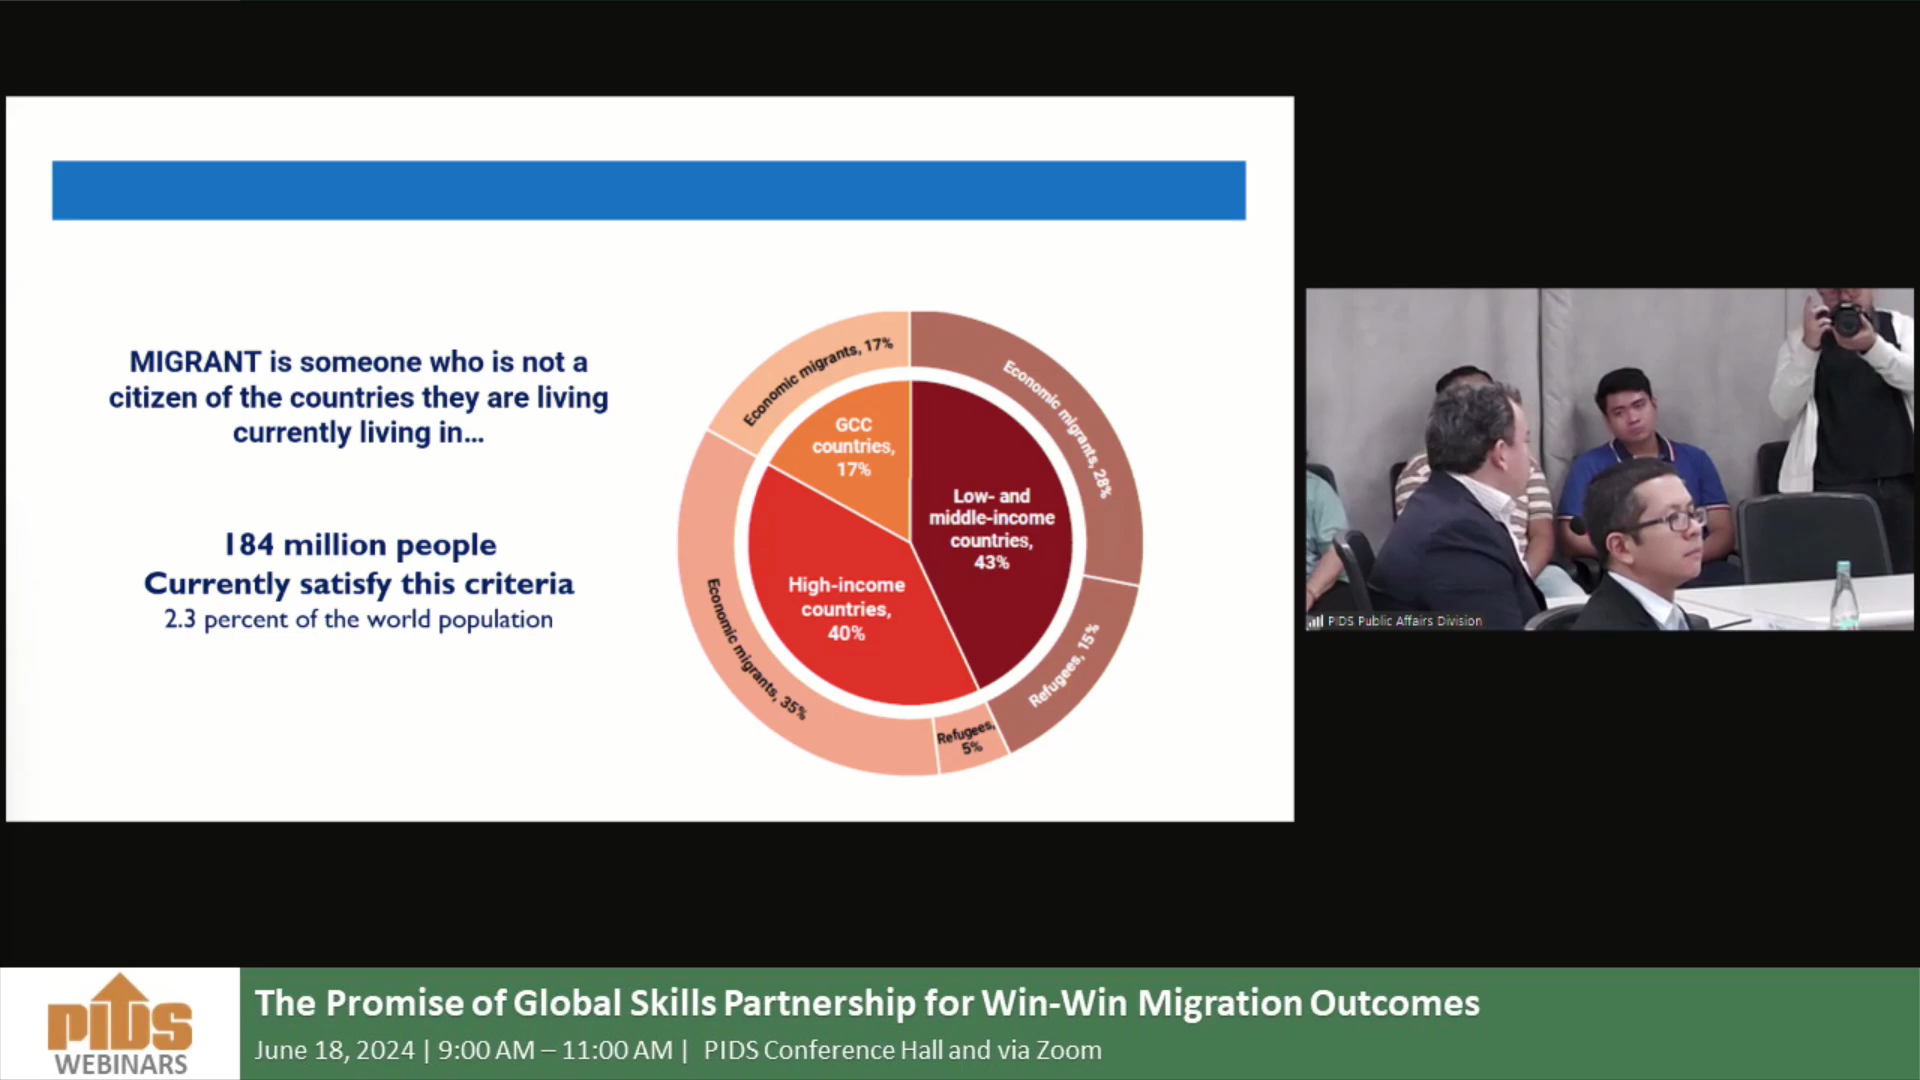 MIGRANT is someone who is not a
citizen of the countries they are living
currently living in...
184 million people
Currently satisfy this criteria
2.3 percent of the world population
Economic migrants, 17%
Economic migrants, 28%
GCC
countries,
17%
Low- and
middle-income
countries,
43%
High-income
countries,
40%
Economic migrants, 35%
Refugees, 15%
Refugees,
5%
PIDS Public Affairs Division
PIDS
WEBINARS
The Promise of Global Skills Partnership for Win-Win Migration Outcomes
June 18, 2024 | 9:00 AM – 11:00 AM | PIDS Conference Hall and via Zoom